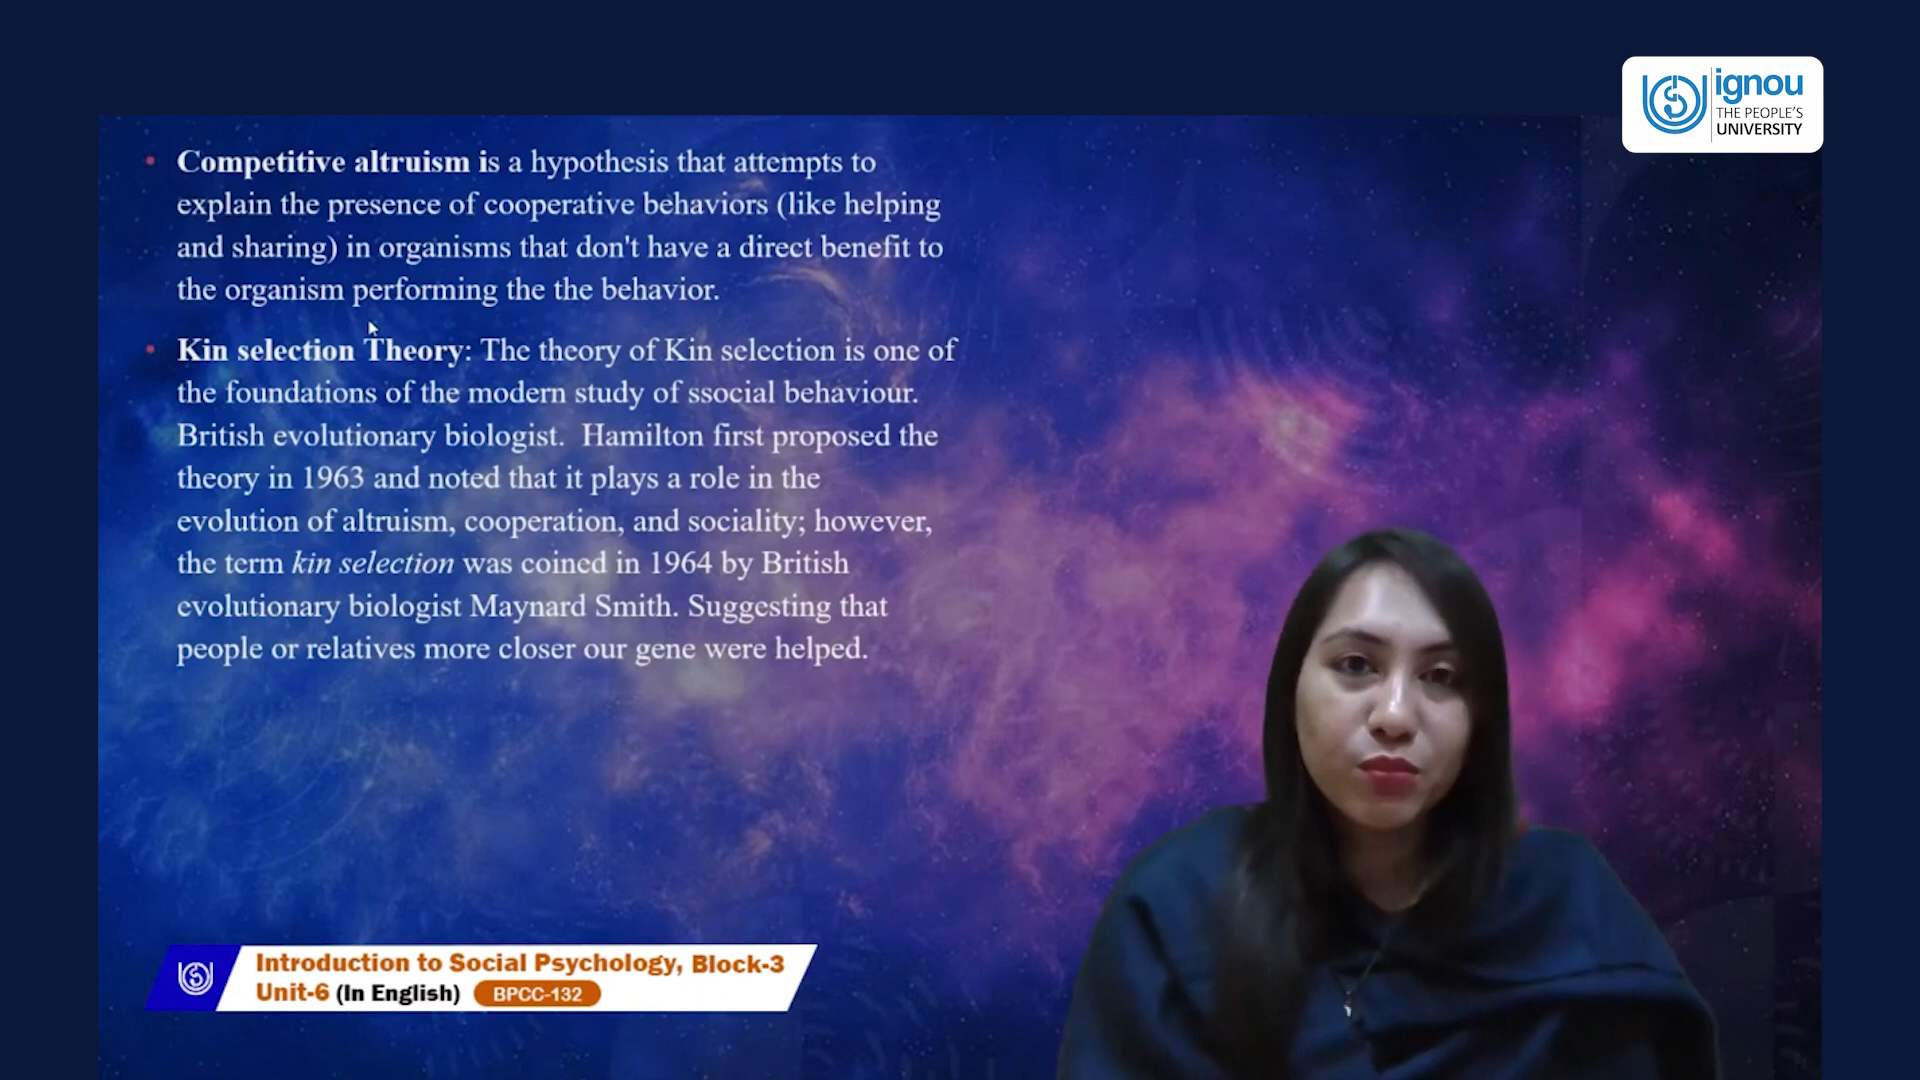 ignou
THE PEOPLE'S
UNIVERSITY
• Competitive altruism is a hypothesis that attempts to
explain the presence of cooperative behaviors (like helping
and sharing) in organisms that don't have a direct benefit to
the organism performing the the behavior.
• Kin selection Theory: The theory of Kin selection is one of
the foundations of the modern study of ssocial behaviour.
British evolutionary biologist.  Hamilton first proposed the
theory in 1963 and noted that it plays a role in the
evolution of altruism, cooperation, and sociality; however,
the term kin selection was coined in 1964 by British
evolutionary biologist Maynard Smith. Suggesting that
people or relatives more closer our gene were helped.
Introduction to Social Psychology, Block-3
Unit-6 (In English) BPCC-132